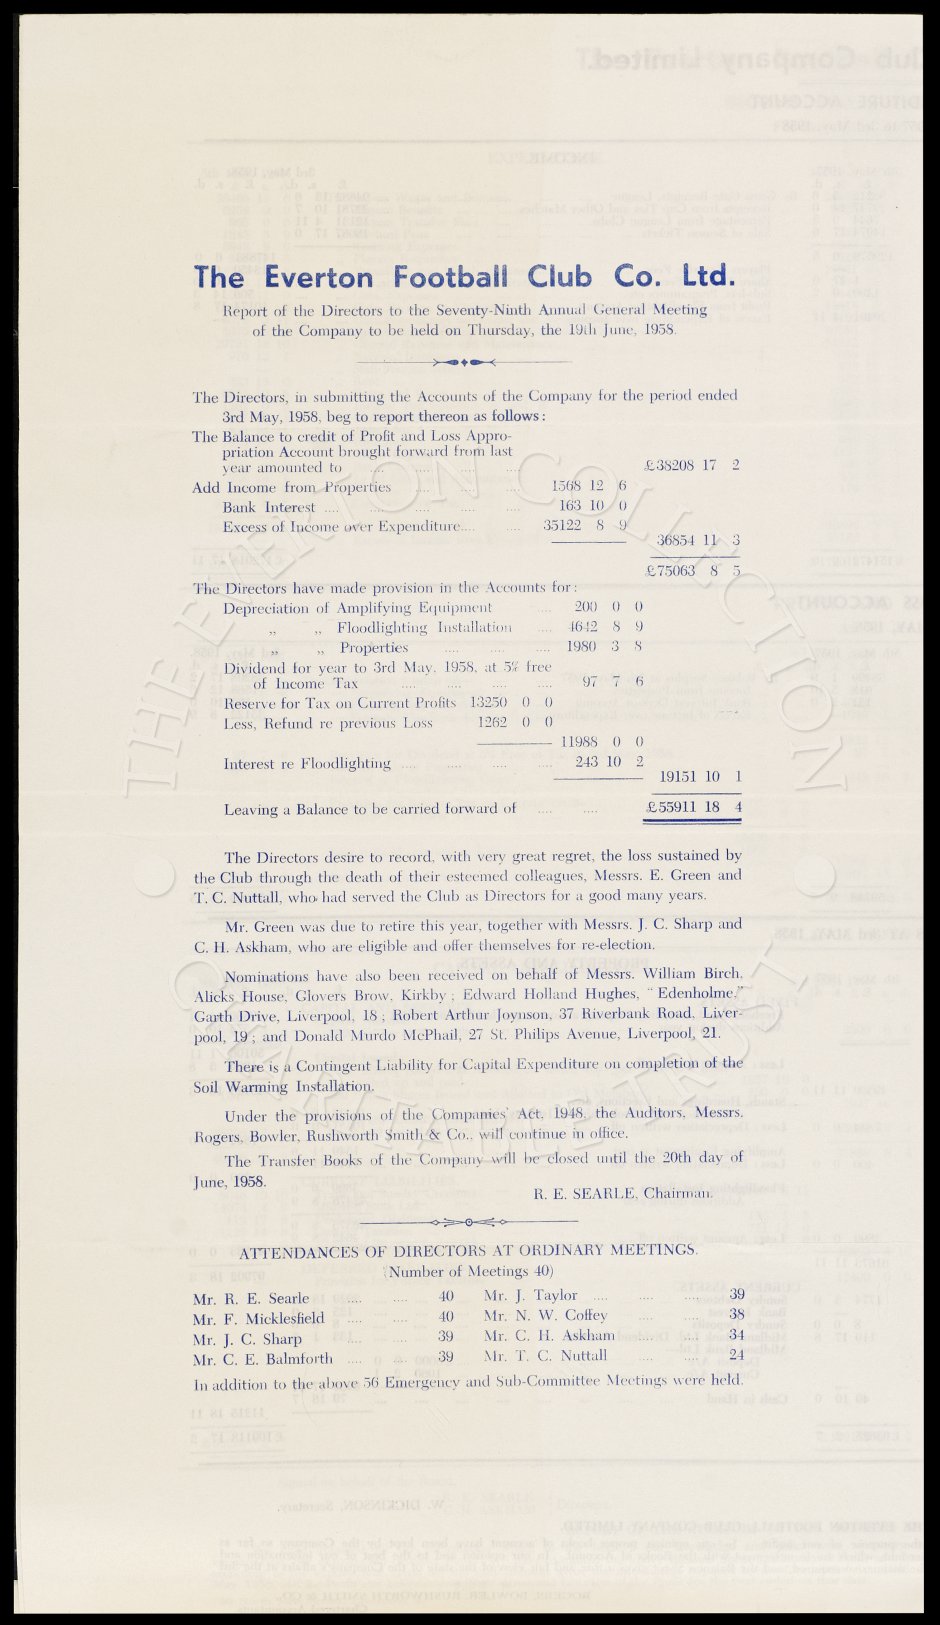 The Everton Football Club Co. Ltd.
Report of the Directors to the Seventy-Ninth Annual General Meeting
of the Company to be held on Thursday, the 19th June, 1958.
The Directors, in submitting the Accounts of the Company for the period ended
3rd May, 1958, beg to report thereon as follows :
The Balance to credit of Profit and Loss Appro-
priation Account brought forward from last
year amounted to .... .... .... .... £38208 17 2
Add Income from Properties .... .... .... 1568 12 6
Bank Interest .... .... .... .... .... 163 10 0
Excess of Income over Expenditure.... .... 35122 8 9
36854 11 3
£75063 8 5
The Directors have made provision in the Accounts for :
Depreciation of Amplifying Equipment .... 200 0 0
„ „ Floodlighting Installation .... 4642 8 9
„ „ Properties .... .... .... 1980 3 8
Dividend for year to 3rd May, 1958, at 5% free
of Income Tax .... .... .... .... 97 7 6
Reserve for Tax on Current Profits 13250 0 0
Less, Refund re previous Loss 1262 0 0
11988 0 0
Interest re Floodlighting .... .... .... .... 243 10 2
19151 10 1
Leaving a Balance to be carried forward of .... .... £55911 18 4
The Directors desire to record, with very great regret, the loss sustained by
the Club through the death of their esteemed colleagues, Messrs. E. Green and
T. C. Nuttall, who had served the Club as Directors for a good many years.
Mr. Green was due to retire this year, together with Messrs. J. C. Sharp and
C. H. Askham, who are eligible and offer themselves for re-election.
Nominations have also been received on behalf of Messrs. William Birch,
Alicks House, Glovers Brow, Kirkby ; Edward Holland Hughes, " Edenholme,"
Garth Drive, Liverpool, 18 ; Robert Arthur Joynson, 37 Riverbank Road, Liver-
pool, 19 ; and Donald Murdo McPhail, 27 St. Philips Avenue, Liverpool, 21.
There is a Contingent Liability for Capital Expenditure on completion of the
Soil Warming Installation.
Under the provisions of the Companies' Act, 1948, the Auditors, Messrs.
Rogers, Bowler, Rushworth Smith & Co., will continue in office.
The Transfer Books of the Company will be closed until the 20th day of
June, 1958.
R. E. SEARLE, Chairman.
ATTENDANCES OF DIRECTORS AT ORDINARY MEETINGS.
(Number of Meetings 40)
Mr. R. E. Searle .... .... 40 Mr. J. Taylor .... .... .... 39
Mr. F. Micklesfield .... .... 40 Mr. N. W. Coffey .... .... 38
Mr. J. C. Sharp .... .... 39 Mr. C. H. Askham .... .... 34
Mr. C. E. Balmforth .... .... 39 Mr. T. C. Nuttall .... .... 24
In addition to the above 56 Emergency and Sub-Committee Meetings were held.
THE EVERTON COLLECTION
CHARITABLE TRUST